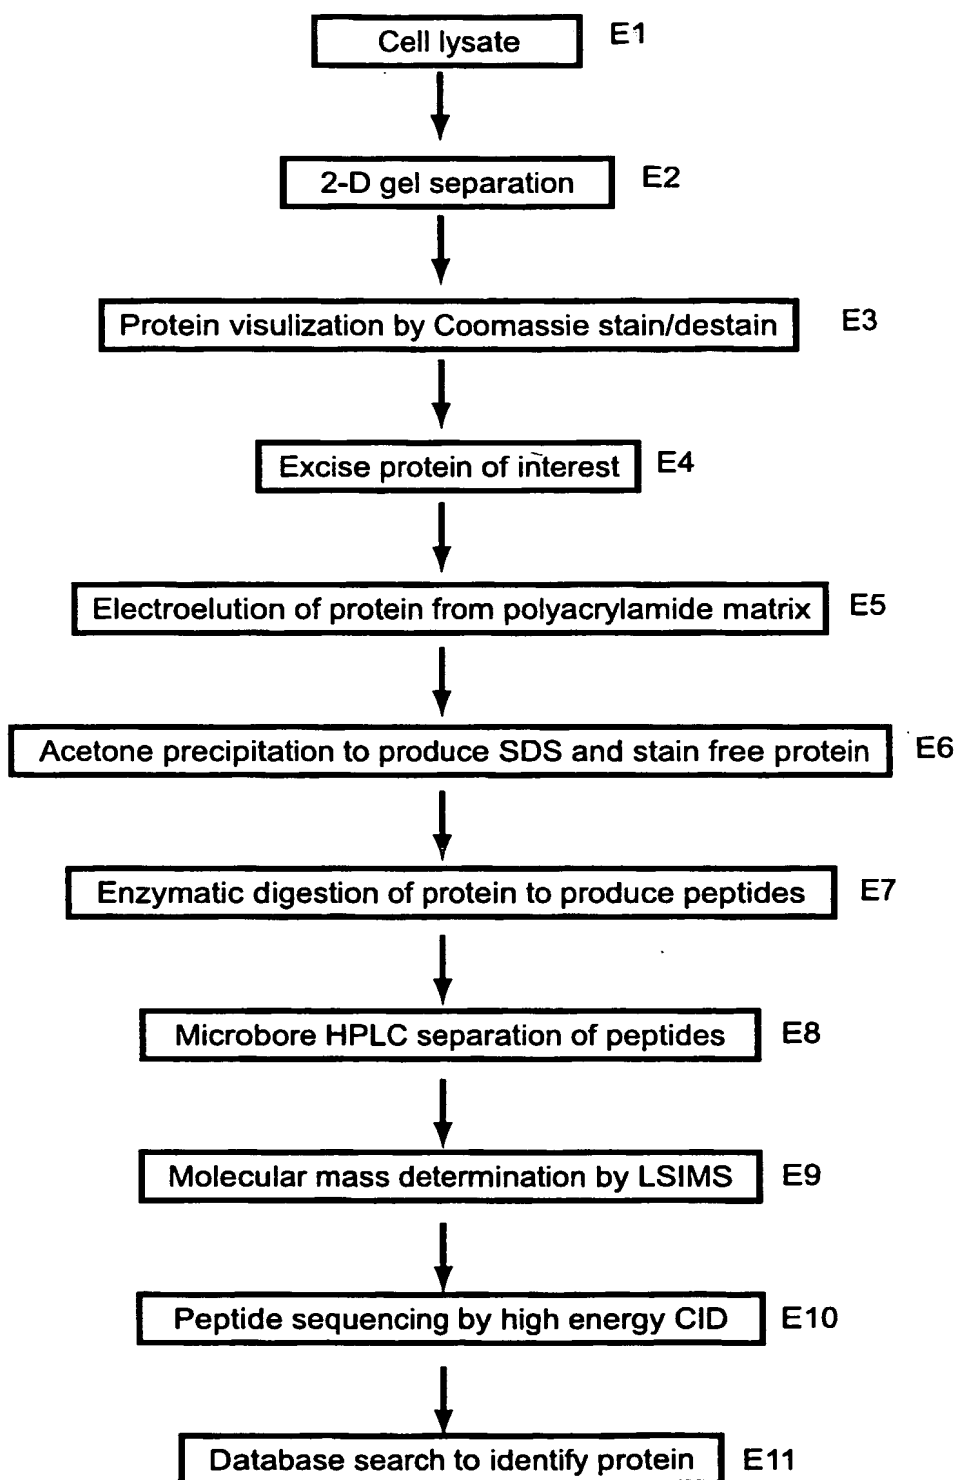 Cell lysate E1
2-D gel separation E2
Protein visulization by Coomassie stain/destain E3
Excise protein of interest E4
Electroelution of protein from polyacrylamide matrix E5
Acetone precipitation to produce SDS and stain free protein E6
Enzymatic digestion of protein to produce peptides E7
Microbore HPLC separation of peptides E8
Molecular mass determination by LSIMS E9
Peptide sequencing by high energy CID E10
Database search to identify protein E11